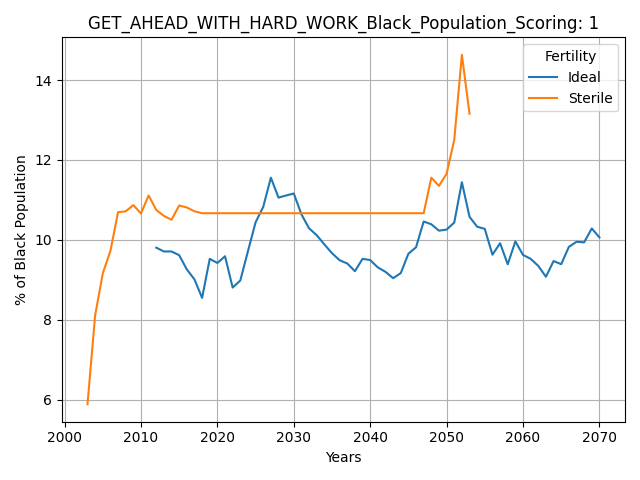 GET_AHEAD_WITH_HARD_WORK_Black_Population_Scoring: 1
Fertility
Ideal
Sterile
% of Black Population
14
12
10
8
6
2000 2010 2020 2030 2040 2050 2060 2070
Years